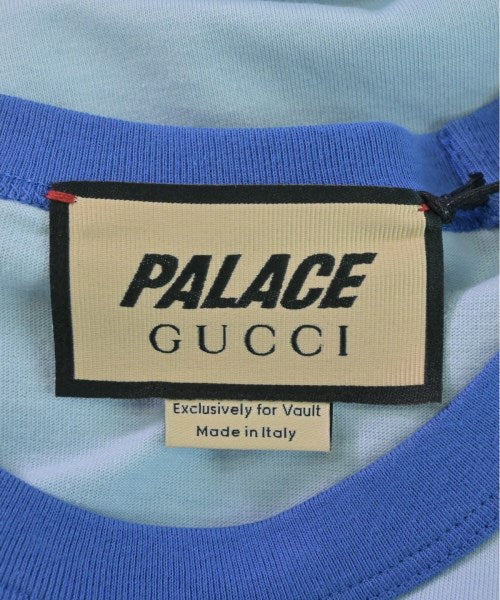 PALACE
GUCCI
Exclusively for Vault
Made in Italy